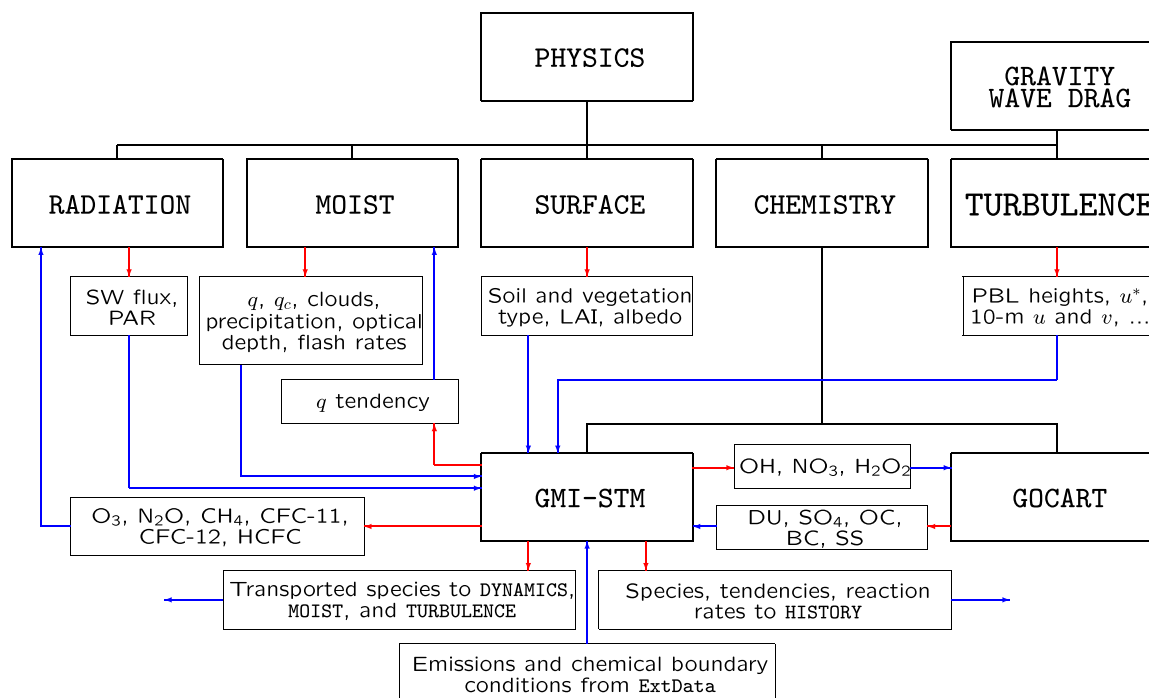 PHYSICS
GRAVITY
WAVE DRAG
RADIATION
MOIST
SURFACE
CHEMISTRY
TURBULENCE
SW flux,
PAR
q, q_c, clouds,
precipitation, optical
depth, flash rates
Soil and vegetation
type, LAI, albedo
PBL heights, u*,
10-m u and v, ...
q tendency
GMI-STM
OH, NO₃, H₂O₂
GOCART
O₃, N₂O, CH₄, CFC-11,
CFC-12, HCFC
DU, SO₄, OC,
BC, SS
Transported species to DYNAMICS,
MOIST, and TURBULENCE
Species, tendencies, reaction
rates to HISTORY
Emissions and chemical boundary
conditions from ExtData